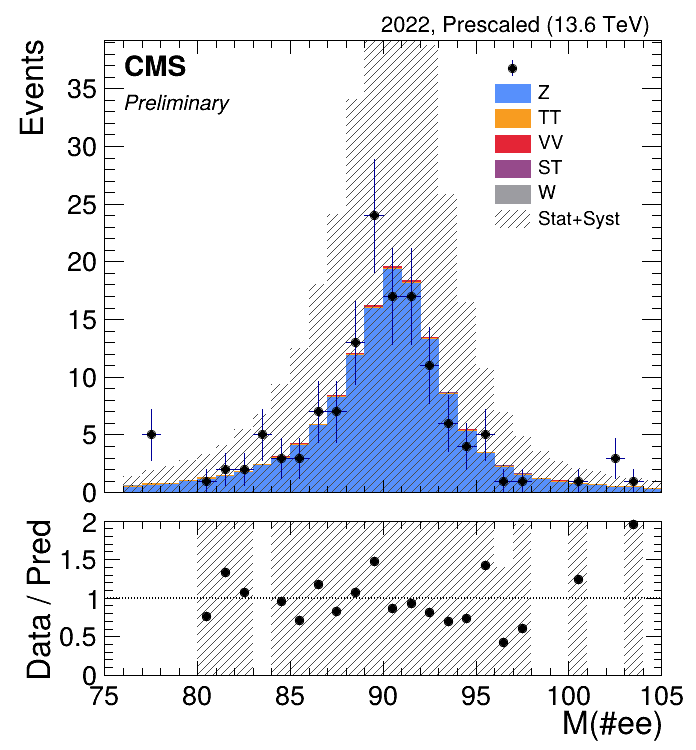 2022, Prescaled (13.6 TeV)
Events
CMS
Preliminary
Z
TT
VV
ST
W
Stat+Syst
35
30
25
20
15
10
5
0
Data / Pred
2
1.5
1
0.5
0
75 80 85 90 95 100 105
M(#ee)